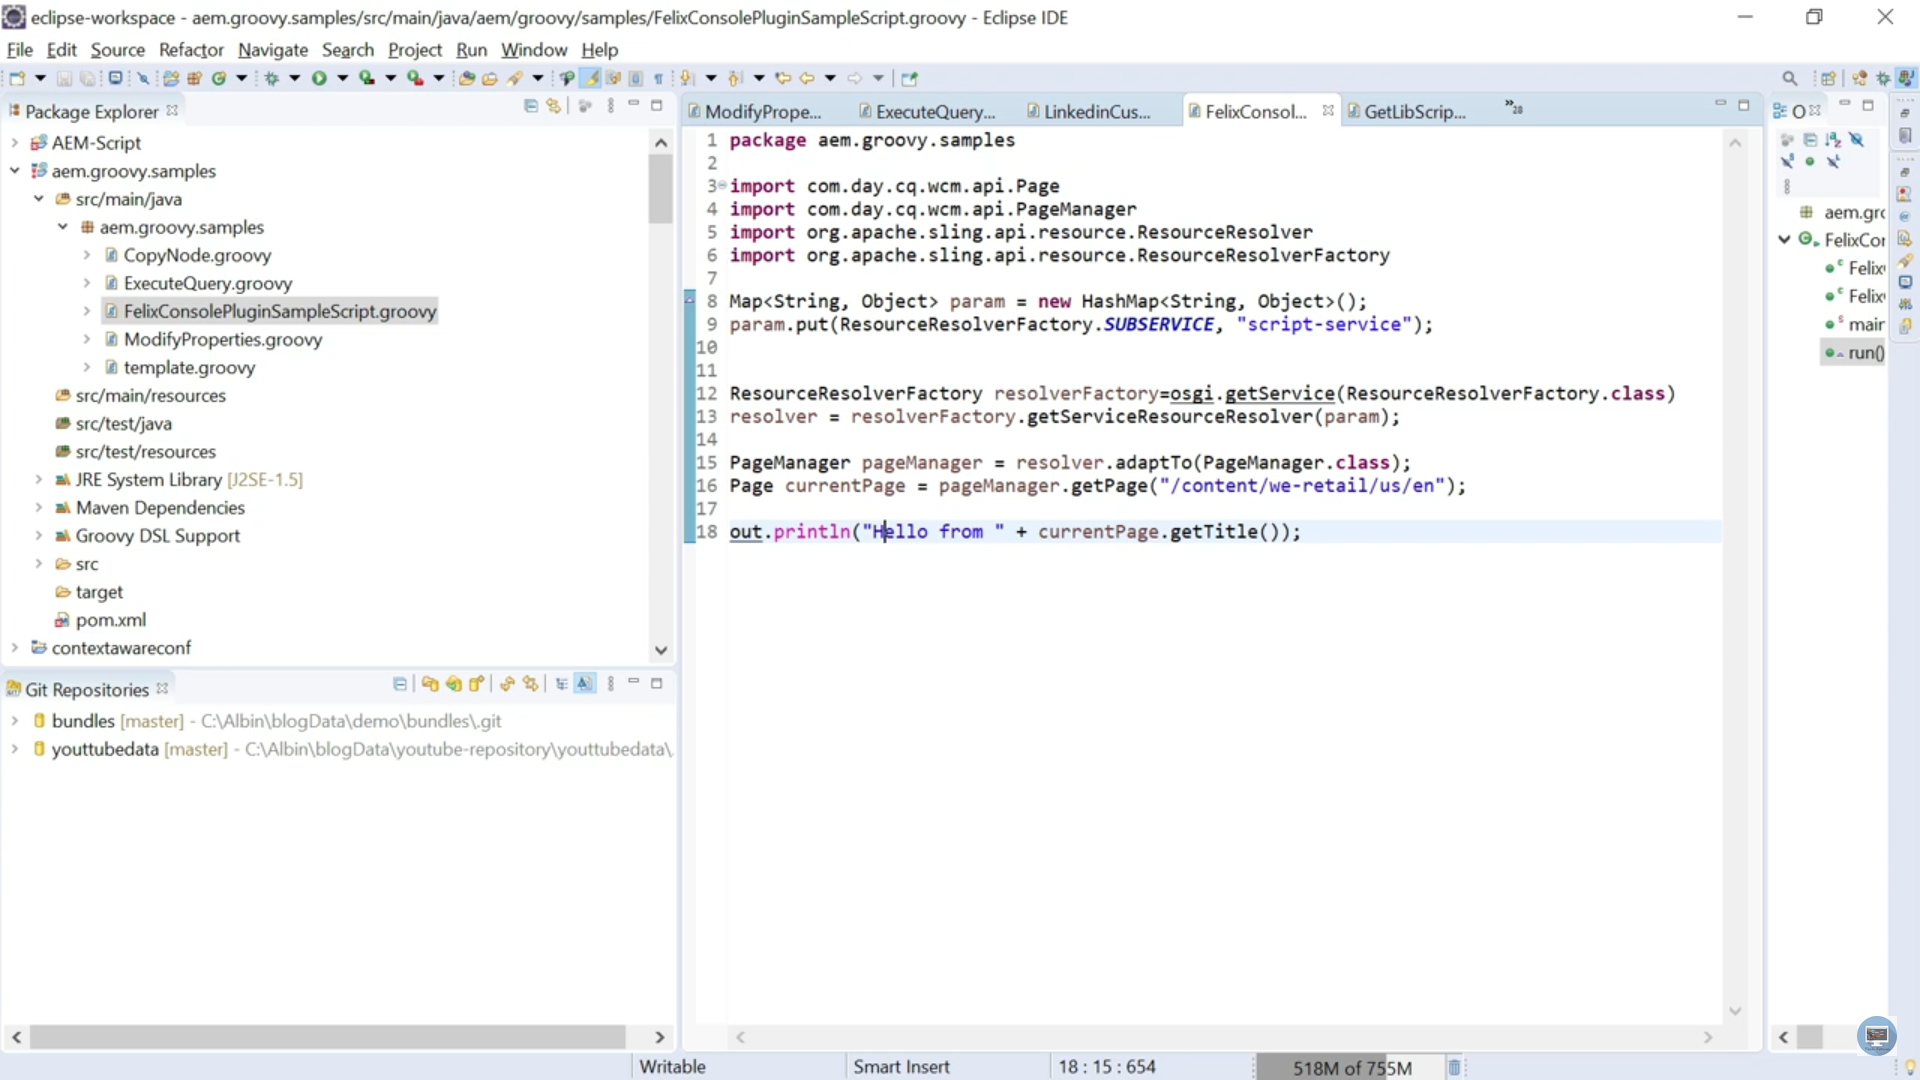 eclipse-workspace - aem.groovy.samples/src/main/java/aem/groovy/samples/FelixConsolePluginSampleScript.groovy - Eclipse IDE
File Edit Source Refactor Navigate Search Project Run Window Help
Package Explorer
AEM-Script
aem.groovy.samples
src/main/java
aem.groovy.samples
CopyNode.groovy
ExecuteQuery.groovy
FelixConsolePluginSampleScript.groovy
ModifyProperties.groovy
template.groovy
src/main/resources
src/test/java
src/test/resources
JRE System Library [J2SE-1.5]
Maven Dependencies
Groovy DSL Support
src
target
pom.xml
contextawareconf
Git Repositories
bundles [master] - C:\Albin\blogData\demo\bundles\.git
youttubedata [master] - C:\Albin\blogData\youtube-repository\youttubedata\.
ModifyPrope... ExecuteQuery... LinkedinCus... FelixConsol... GetLibScrip... »28
1 package aem.groovy.samples
2
3 import com.day.cq.wcm.api.Page
4 import com.day.cq.wcm.api.PageManager
5 import org.apache.sling.api.resource.ResourceResolver
6 import org.apache.sling.api.resource.ResourceResolverFactory
7
8 Map<String, Object> param = new HashMap<String, Object>();
9 param.put(ResourceResolverFactory.SUBSERVICE, "script-service");
10
11
12 ResourceResolverFactory resolverFactory=osgi.getService(ResourceResolverFactory.class)
13 resolver = resolverFactory.getServiceResourceResolver(param);
14
15 PageManager pageManager = resolver.adaptTo(PageManager.class);
16 Page currentPage = pageManager.getPage("/content/we-retail/us/en");
17
18 out.println("Hello from " + currentPage.getTitle());
O
aem.gro
FelixCor
Felix
Felix
main
run()
Writable Smart Insert 18 : 15 : 654 518M of 755M